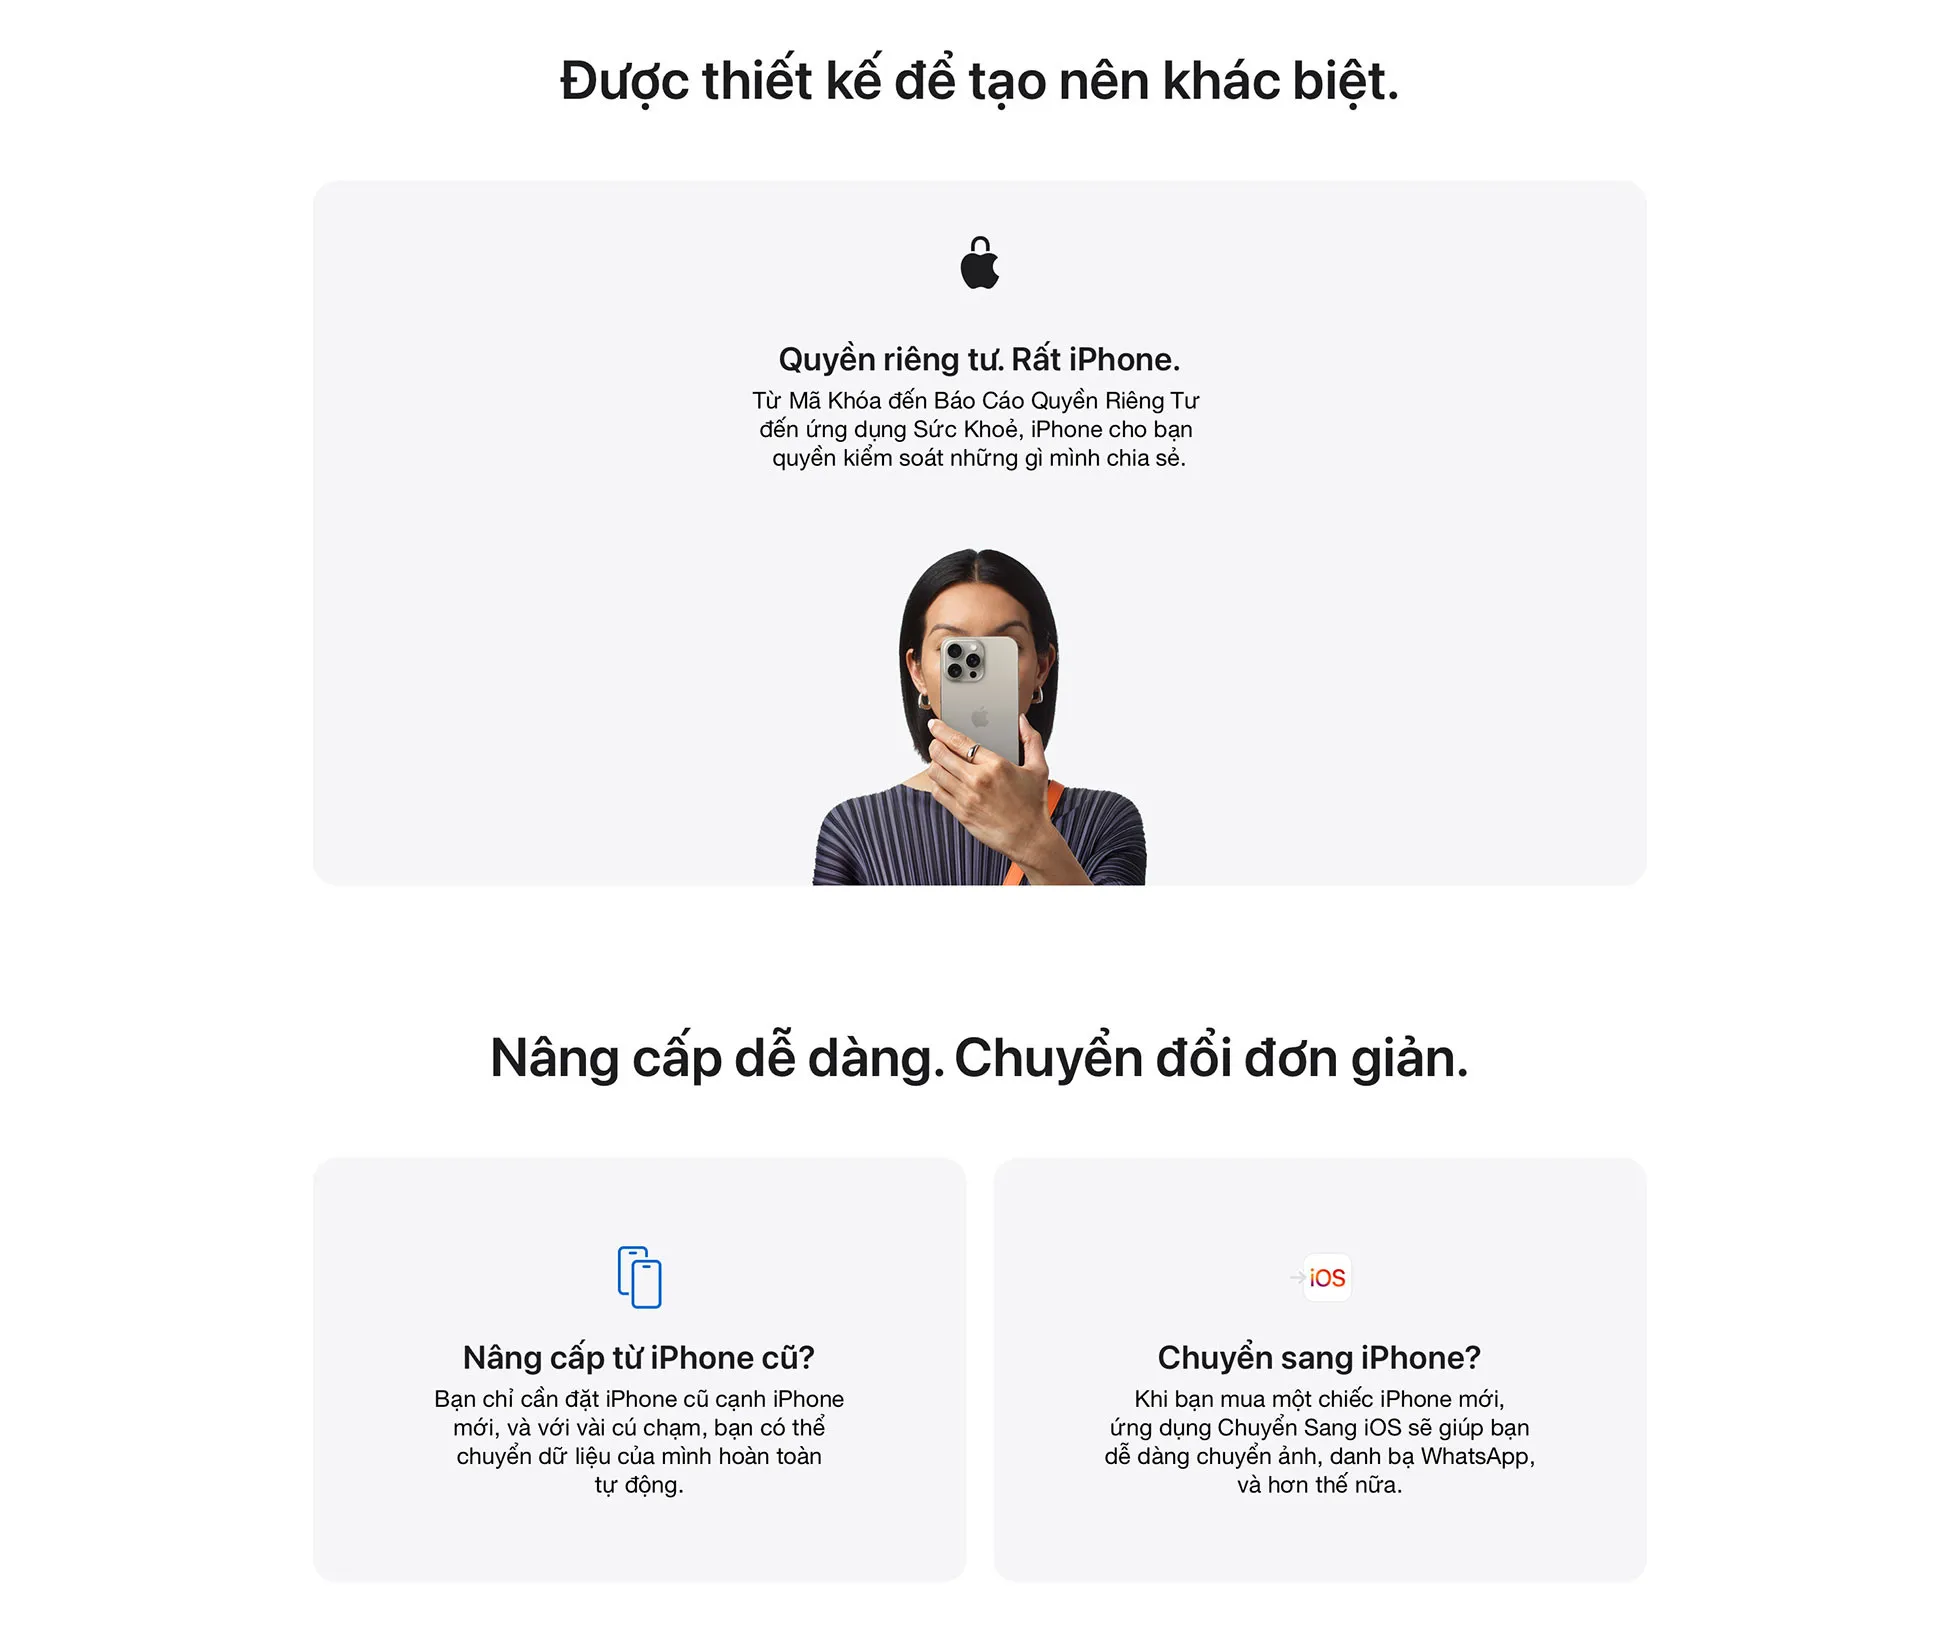 Được thiết kế để tạo nên khác biệt.
Quyền riêng tư. Rất iPhone.
Từ Mã Khóa đến Báo Cáo Quyền Riêng Tư
đến ứng dụng Sức Khoẻ, iPhone cho bạn
quyền kiểm soát những gì mình chia sẻ.
Nâng cấp dễ dàng. Chuyển đổi đơn giản.
Nâng cấp từ iPhone cũ?
Bạn chỉ cần đặt iPhone cũ cạnh iPhone
mới, và với vài cú chạm, bạn có thể
chuyển dữ liệu của mình hoàn toàn
tự động.
iOS
Chuyển sang iPhone?
Khi bạn mua một chiếc iPhone mới,
ứng dụng Chuyển Sang iOS sẽ giúp bạn
dễ dàng chuyển ảnh, danh bạ WhatsApp,
và hơn thế nữa.